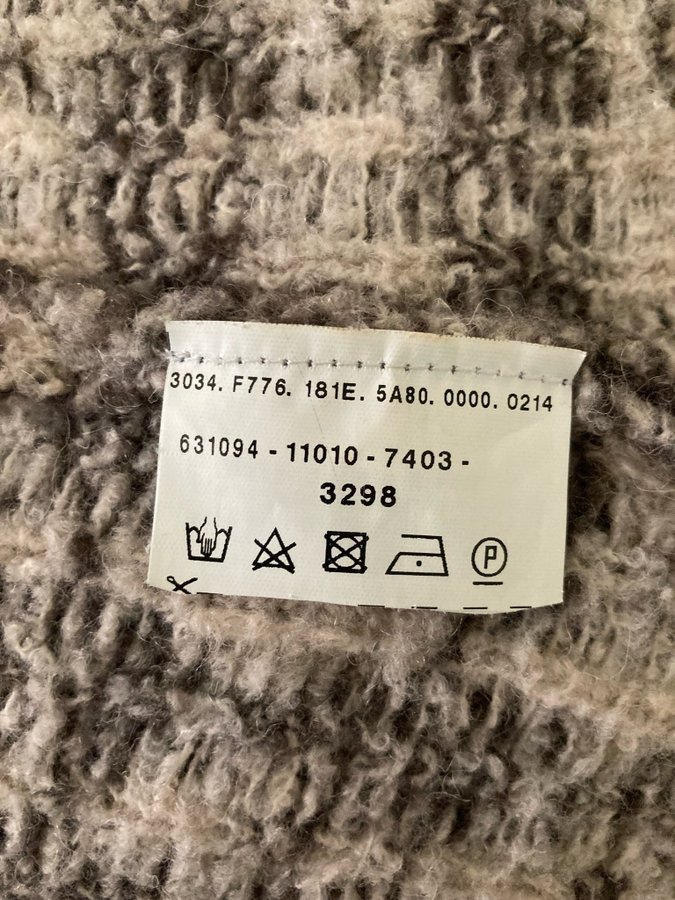 3034. F776. 181E. 5A80. 0000. 0214
631094 - 11010 - 7403 -
3298
P